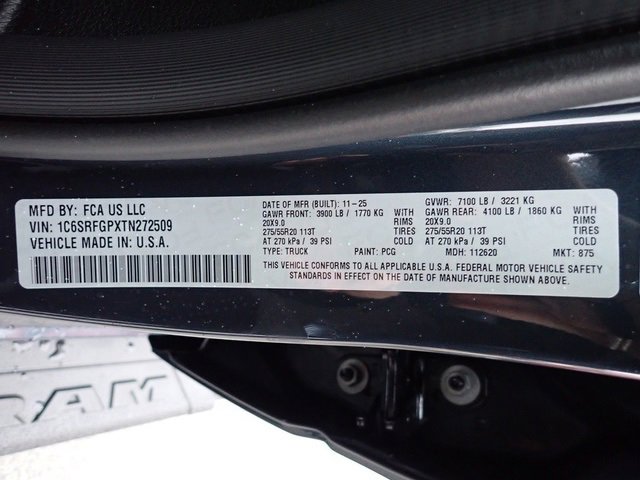 MFD BY: FCA US LLC
VIN: 1C6SRFGPXTN272509
VEHICLE MADE IN U.S.A.
DATE OF MFR (BUILT): 11-25 GVWR: 7100 LB / 3221 KG
GAWR FRONT: 3900 LB / 1770 KG WITH GAWR REAR: 4100 LB / 1860 KG WITH
20X9.0 RIMS 20X9.0 RIMS
275/55R20 113T TIRES 275/55R20 113T TIRES
AT 270 kPa / 39 PSI AT 270 kPa / 39 PSI
TYPE: TRUCK PAINT: PCG MDH: 112620 MKT: 875
THIS VEHICLE CONFORMS TO ALL APPLICABLE U.S.A. FEDERAL MOTOR VEHICLE SAFETY
STANDARDS IN EFFECT ON THE DATE OF MANUFACTURE SHOWN ABOVE.
RAM